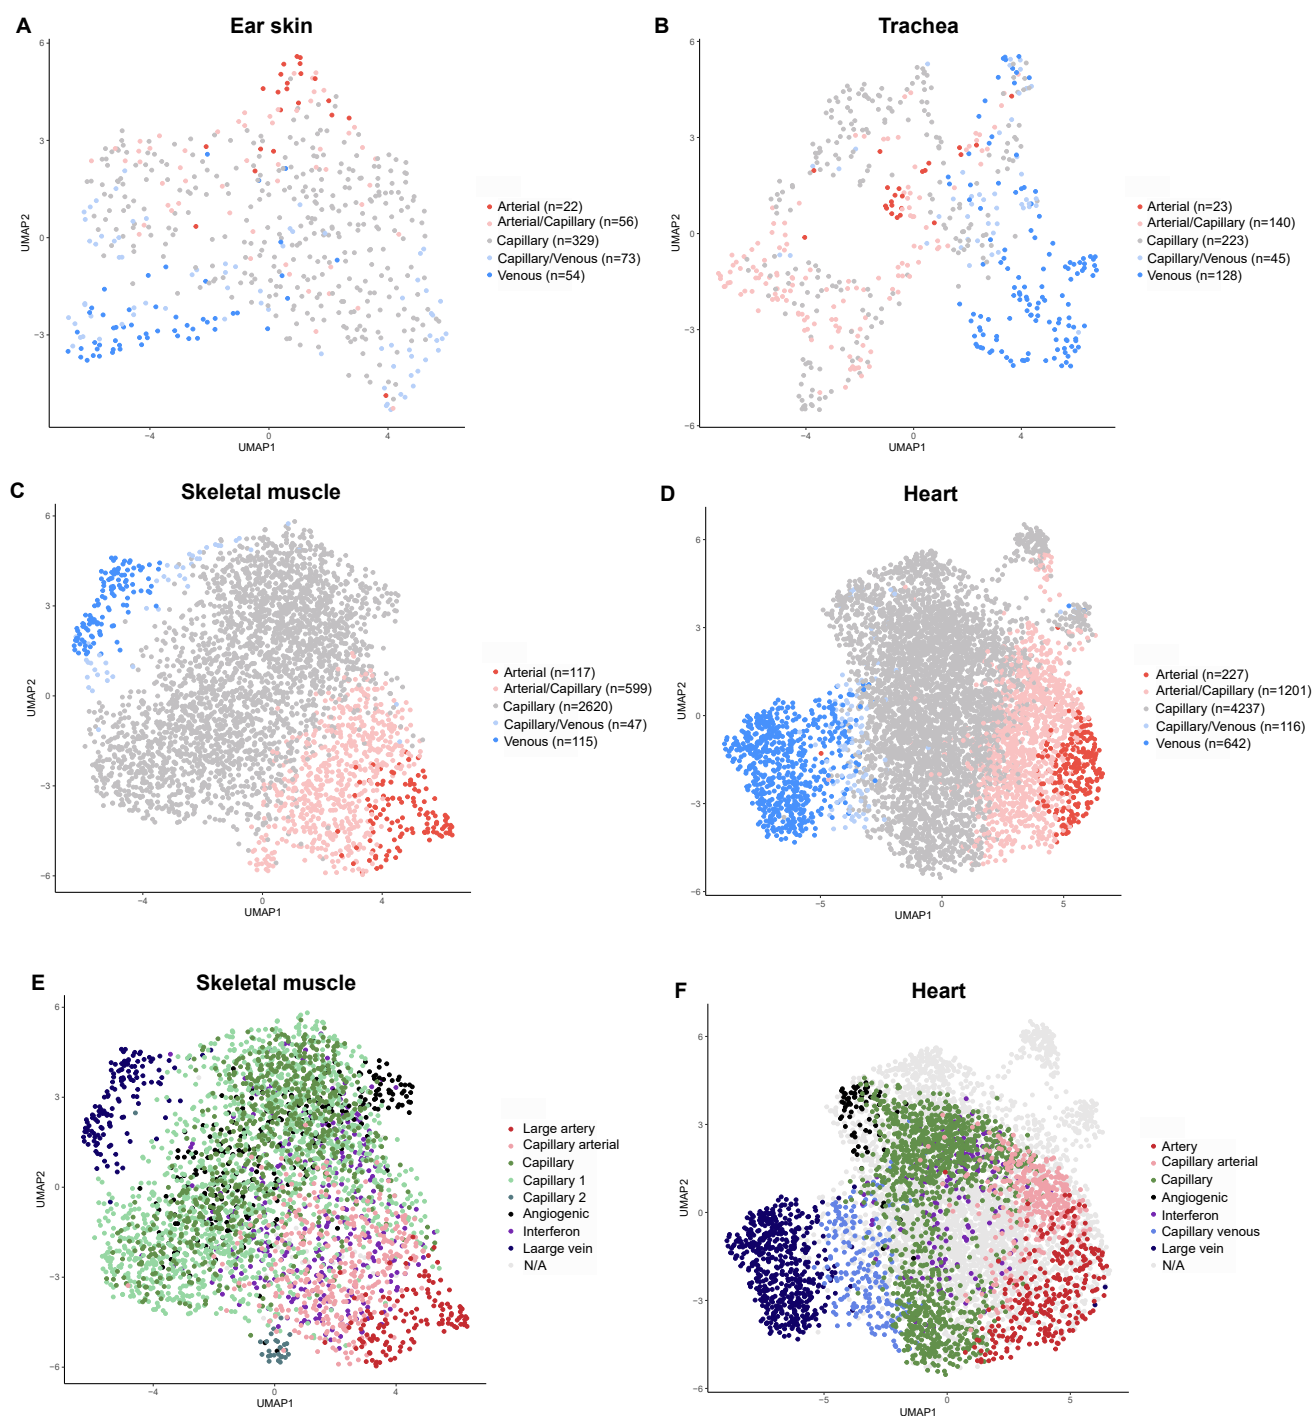 A
Ear skin
6
3
0
−3
−4
0
4
UMAP1
UMAP2
Arterial (n=22)
Arterial/Capillary (n=56)
Capillary (n=329)
Capillary/Venous (n=73)
Venous (n=54)
B
Trachea
6
3
0
−3
−6
−4
0
4
UMAP1
UMAP2
Arterial (n=23)
Arterial/Capillary (n=140)
Capillary (n=223)
Capillary/Venous (n=45)
Venous (n=128)
C
Skeletal muscle
6
3
0
−3
−6
−4
0
4
UMAP1
UMAP2
Arterial (n=117)
Arterial/Capillary (n=599)
Capillary (n=2620)
Capillary/Venous (n=47)
Venous (n=115)
D
Heart
6
3
0
−3
−6
−5
0
5
UMAP1
UMAP2
Arterial (n=227)
Arterial/Capillary (n=1201)
Capillary (n=4237)
Capillary/Venous (n=116)
Venous (n=642)
E
Skeletal muscle
6
3
0
−3
−6
−4
0
4
UMAP1
UMAP2
Large artery
Capillary arterial
Capillary
Capillary 1
Capillary 2
Angiogenic
Interferon
Laarge vein
N/A
F
Heart
6
3
0
−3
−6
−5
0
5
UMAP1
UMAP2
Artery
Capillary arterial
Capillary
Angiogenic
Interferon
Capillary venous
Large vein
N/A